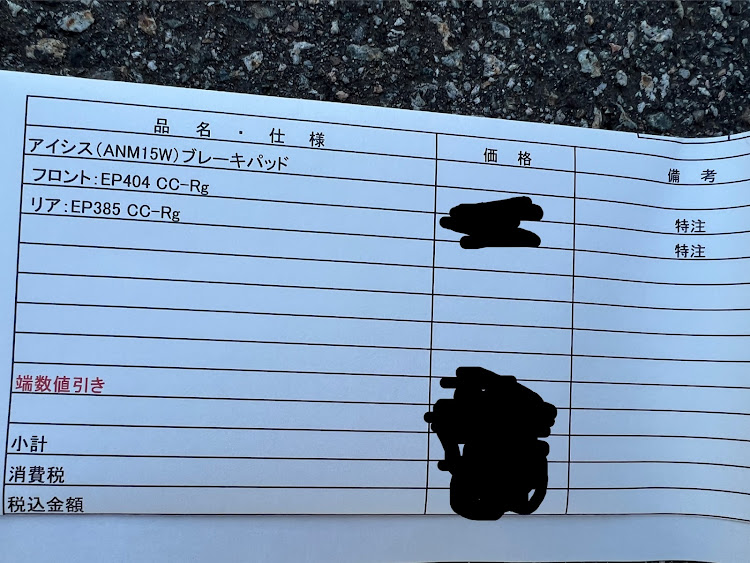 品名・仕様 価格 備考
アイシス(ANM15W)ブレーキパッド
フロント:EP404 CC-Rg 特注
リア:EP385 CC-Rg 特注
端数値引き
小計
消費税
税込金額